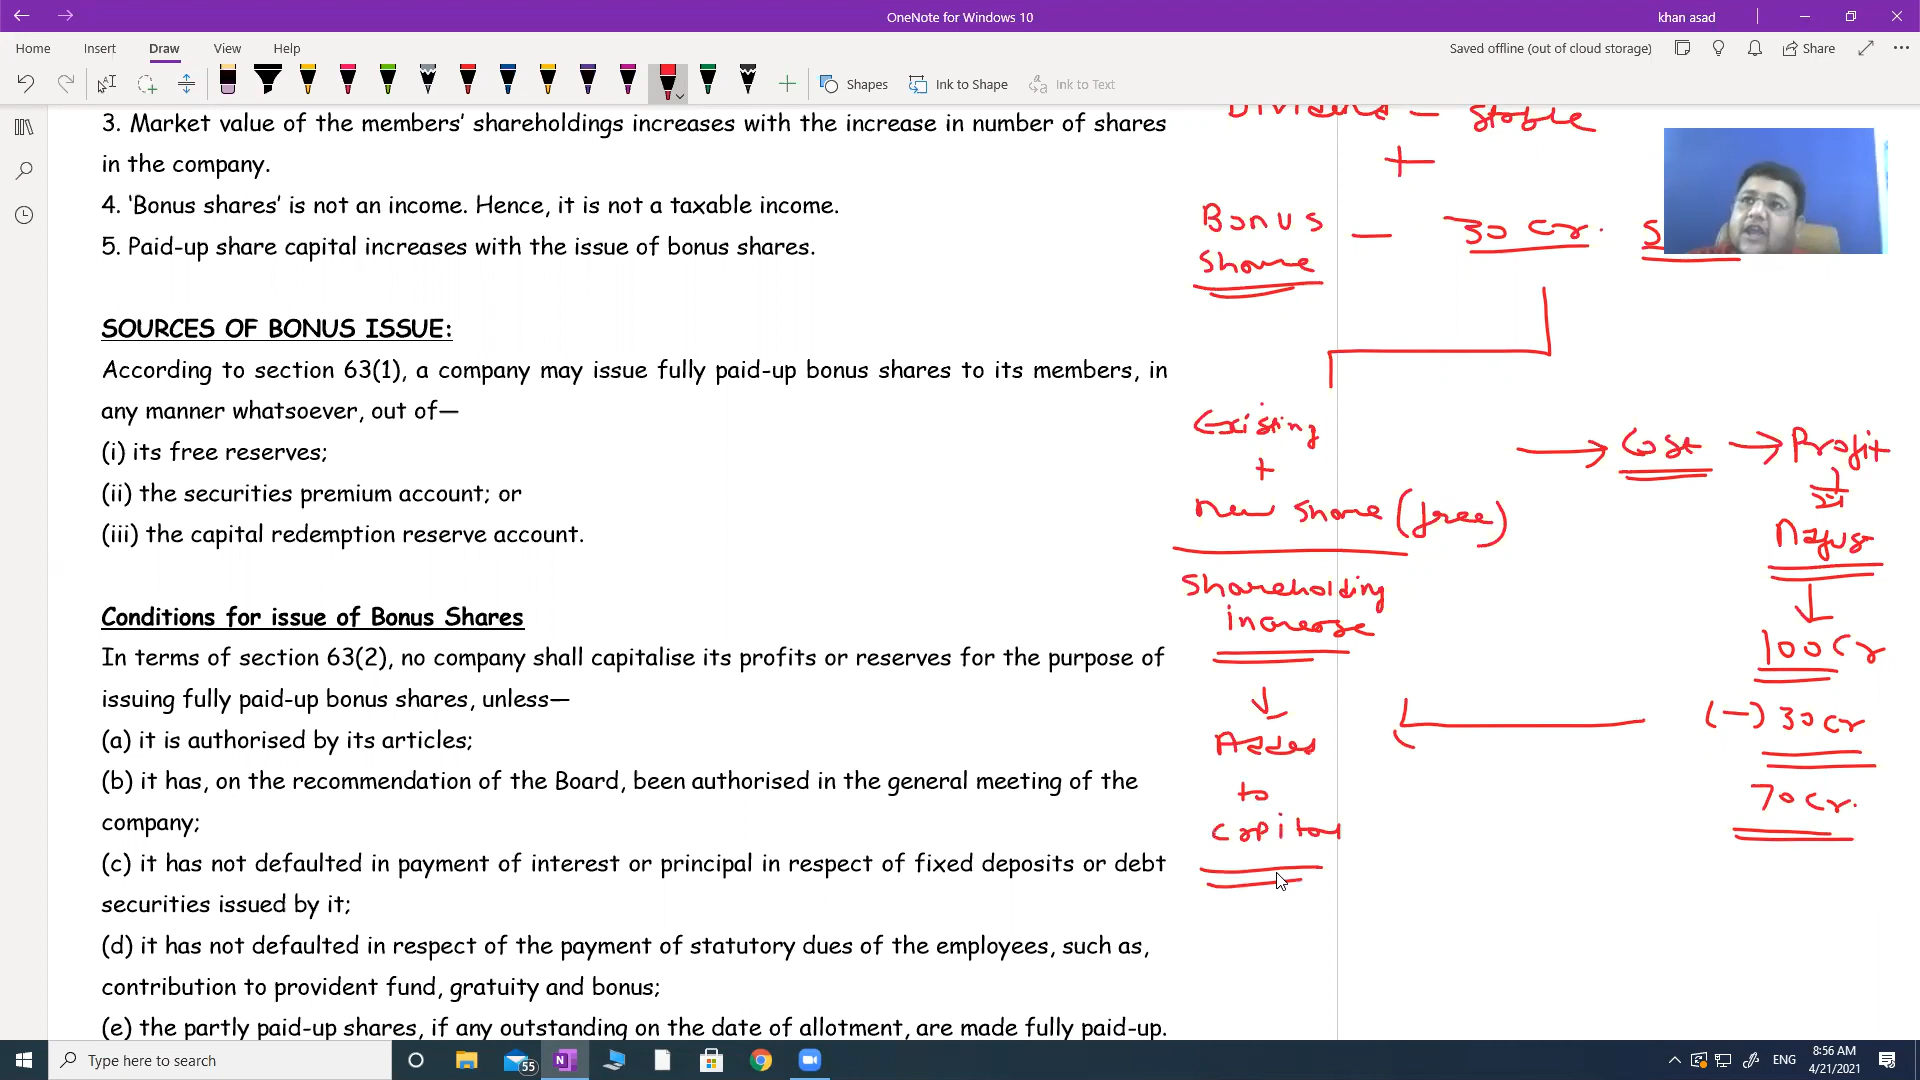 OneNote for Windows 10
khan asad
Home Insert Draw View Help
Saved offline (out of cloud storage)
Share
Shapes
Ink to Shape
Ink to Text
3. Market value of the members’ shareholdings increases with the increase in number of shares
in the company.
4. ‘Bonus shares’ is not an income. Hence, it is not a taxable income.
5. Paid-up share capital increases with the issue of bonus shares.
SOURCES OF BONUS ISSUE:
According to section 63(1), a company may issue fully paid-up bonus shares to its members, in
any manner whatsoever, out of—
(i) its free reserves;
(ii) the securities premium account; or
(iii) the capital redemption reserve account.
Conditions for issue of Bonus Shares
In terms of section 63(2), no company shall capitalise its profits or reserves for the purpose of
issuing fully paid-up bonus shares, unless—
(a) it is authorised by its articles;
(b) it has, on the recommendation of the Board, been authorised in the general meeting of the
company;
(c) it has not defaulted in payment of interest or principal in respect of fixed deposits or debt
securities issued by it;
(d) it has not defaulted in respect of the payment of statutory dues of the employees, such as,
contribution to provident fund, gratuity and bonus;
(e) the partly paid-up shares, if any outstanding on the date of allotment, are made fully paid-up.
Dividend - Stable
+
Bonus - 30 Cr.
Share
Existing
+
New Share (free)
Shareholding
increase
Added
to
Capital
→ Cost → Profit
100 Cr
(-) 30 Cr
70 Cr.
Type here to search
55
ENG
8:56 AM
4/21/2021